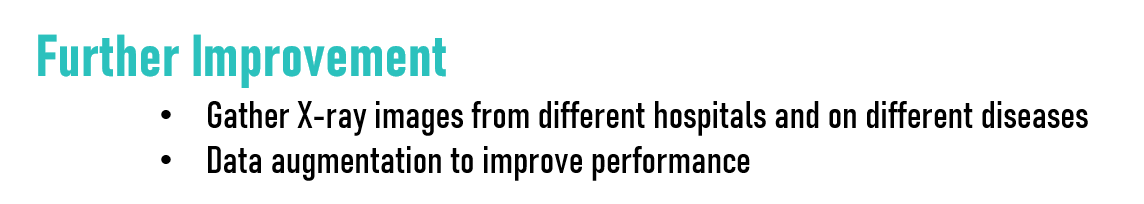 Further Improvement
• Gather X-ray images from different hospitals and on different diseases
• Data augmentation to improve performance